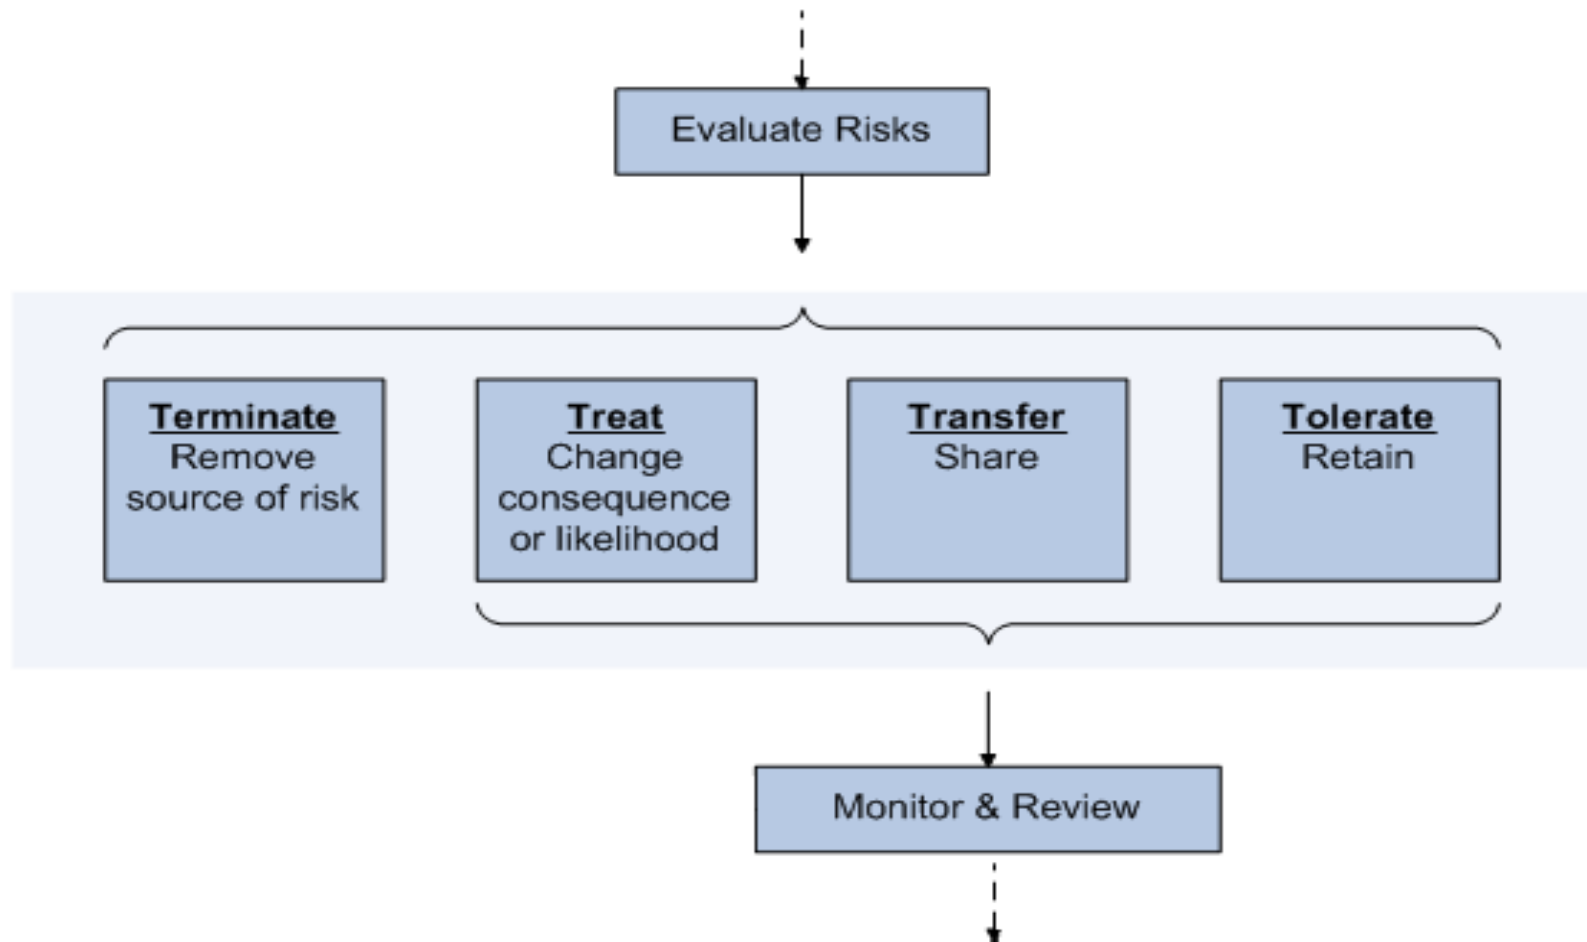 Evaluate Risks
Terminate
Remove
source of risk
Treat
Change
consequence
or likelihood
Transfer
Share
Tolerate
Retain
Monitor & Review